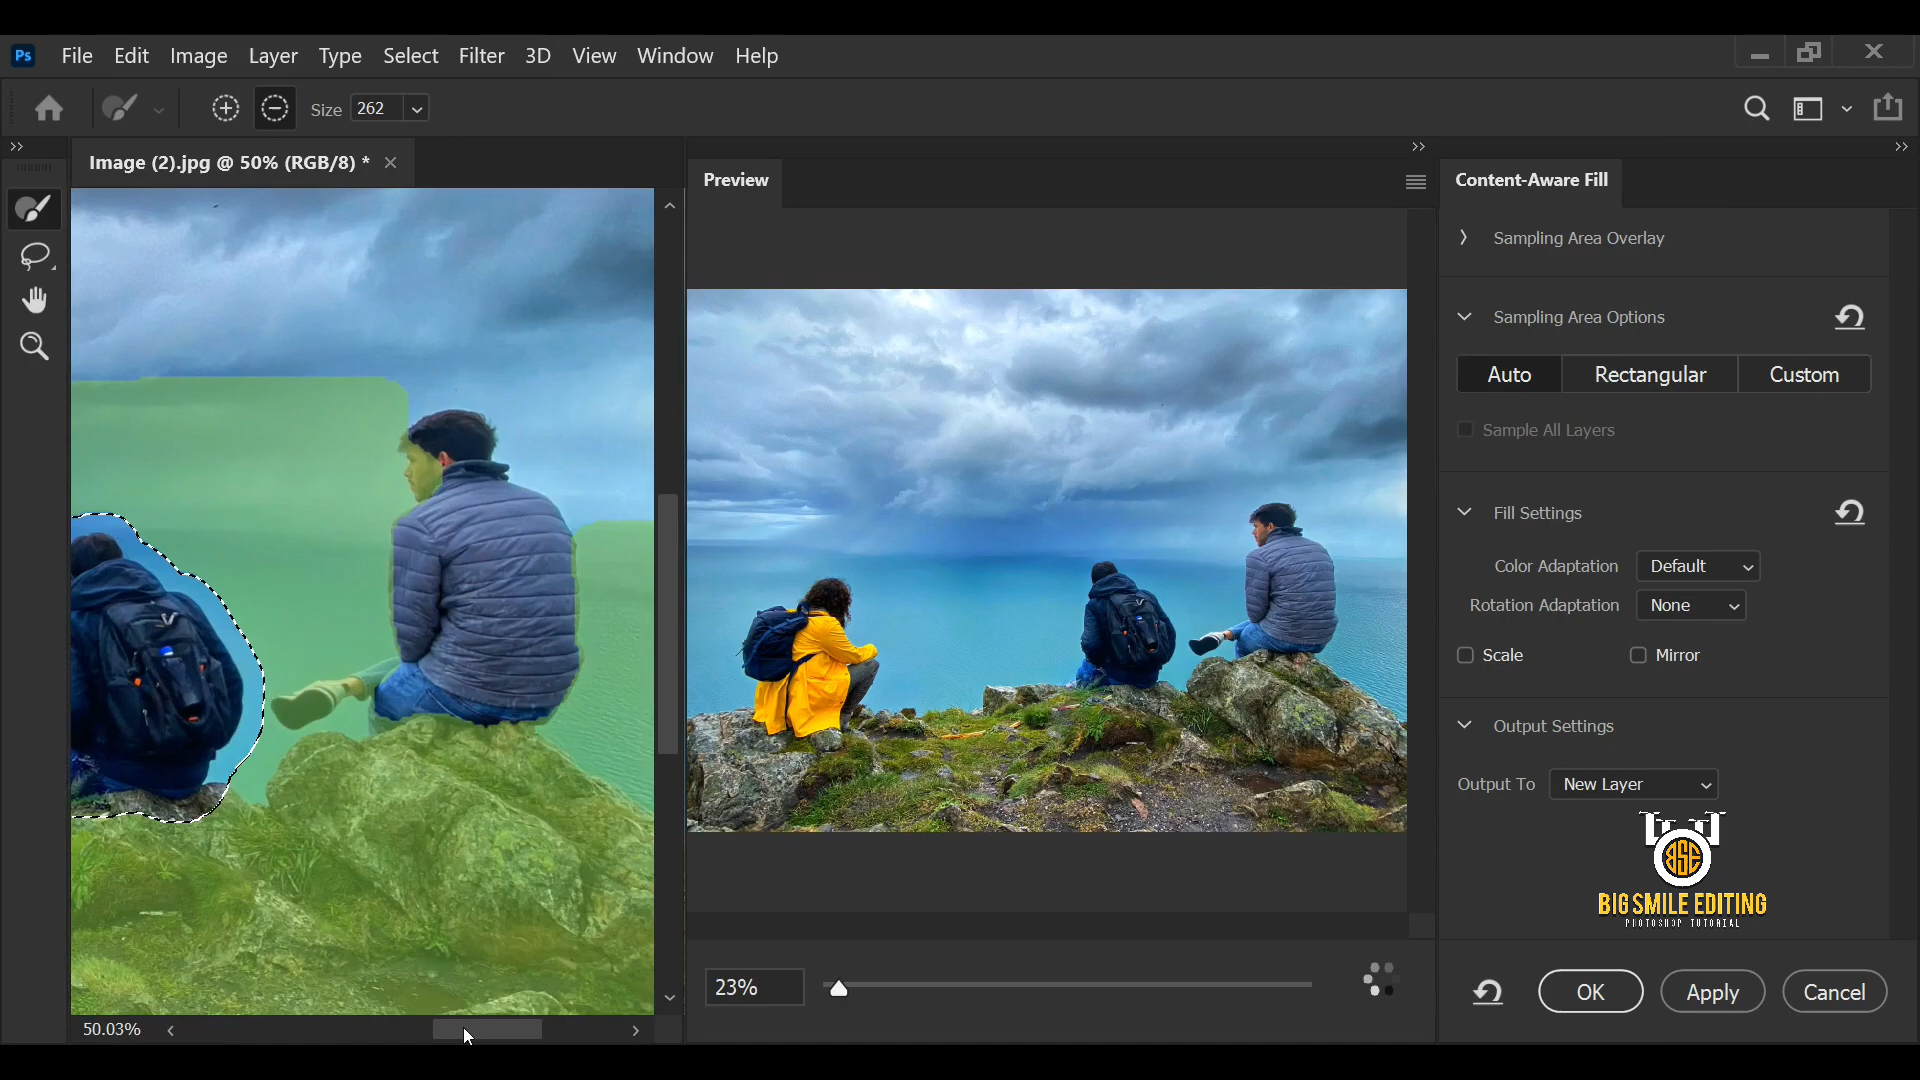 Ps File Edit Image Layer Type Select Filter 3D View Window Help
Size 262
Image (2).jpg @ 50% (RGB/8) *
Preview
Content-Aware Fill
Sampling Area Overlay
Sampling Area Options
Auto Rectangular Custom
Sample All Layers
Fill Settings
Color Adaptation Default
Rotation Adaptation None
Scale Mirror
Output Settings
Output To New Layer
BSE
BIG SMILE EDITING
PHOTOSHOP TUTORIAL
23%
OK Apply Cancel
50.03%